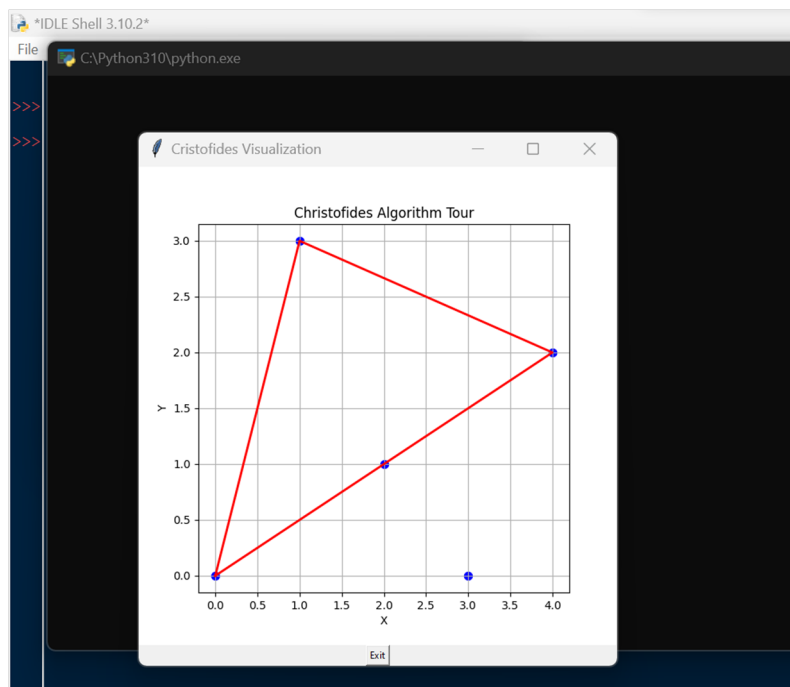 *IDLE Shell 3.10.2*
File
C:\Python310\python.exe
>>>
>>>
Cristofides Visualization
Christofides Algorithm Tour
3.0
2.5
2.0
1.5
Y
1.0
0.5
0.0
0.0 0.5 1.0 1.5 2.0 2.5 3.0 3.5 4.0
X
Exit